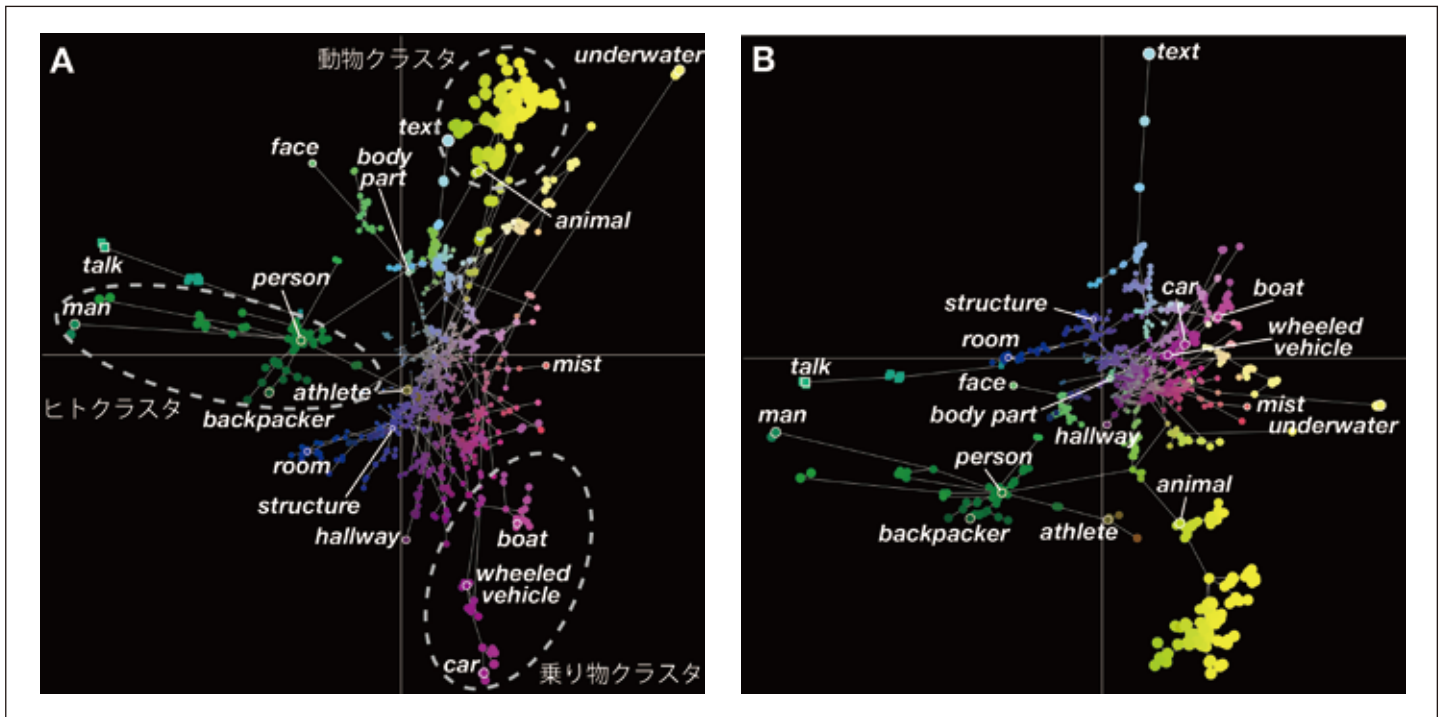 A
動物クラスタ
underwater
text
face
body
part
animal
talk
person
man
mist
athlete
ヒトクラスタ
backpacker
room
structure
hallway
boat
wheeled
vehicle
car
乗り物クラスタ
B
text
car
boat
structure
wheeled
vehicle
room
talk
face
mist
body part
underwater
man
hallway
person
animal
backpacker
athlete